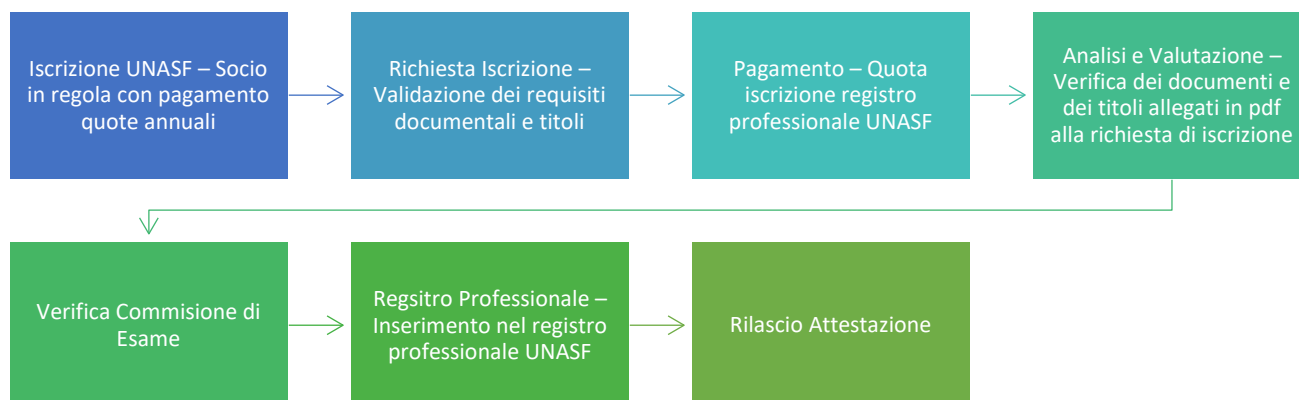 Iscrizione UNASF – Socio
in regola con pagamento
quote annuali
Richiesta Iscrizione –
Validazione dei requisiti
documentali e titoli
Pagamento – Quota
iscrizione registro
professionale UNASF
Analisi e Valutazione –
Verifica dei documenti e
dei titoli allegati in pdf
alla richiesta di iscrizione
Verifica Commisione di
Esame
Regsitro Professionale –
Inserimento nel registro
professionale UNASF
Rilascio Attestazione